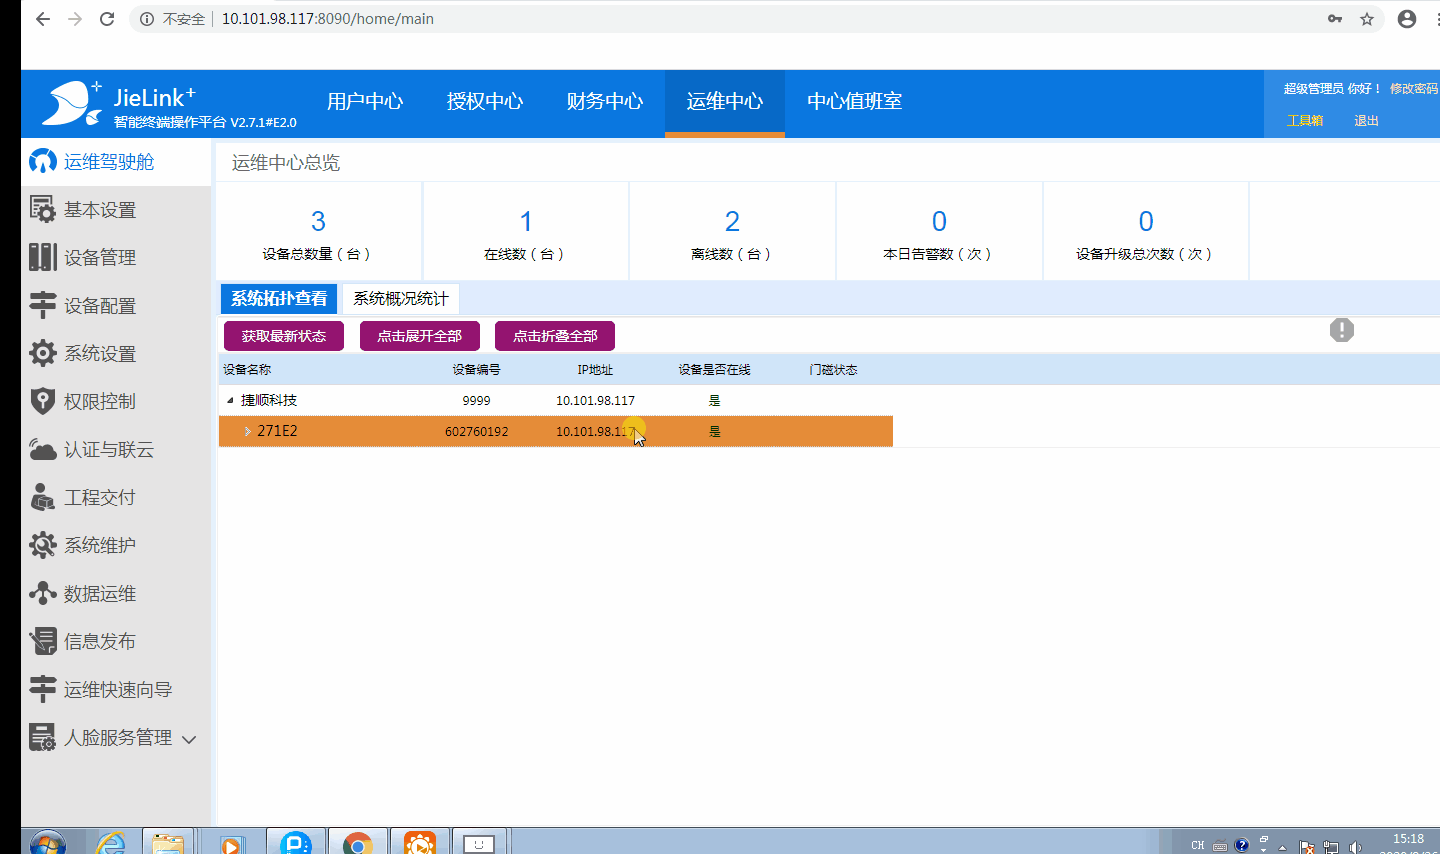 不安全 10.101.98.117:8090/home/main
JieLink+
智能终端操作平台 V2.7.1#E2.0
用户中心 授权中心 财务中心 运维中心 中心值班室
超级管理员 你好！ 修改密码
工具箱 退出
运维驾驶舱
基本设置
设备管理
设备配置
系统设置
权限控制
认证与联云
工程交付
系统维护
数据运维
信息发布
运维快速向导
人脸服务管理
运维中心总览
3 1 2 0 0
设备总数量（台） 在线数（台） 离线数（台） 本日告警数（次） 设备升级总次数（次）
系统拓扑查看 系统概况统计
获取最新状态 点击展开全部 点击折叠全部
设备名称 设备编号 IP地址 设备是否在线 门磁状态
捷顺科技 9999 10.101.98.117 是
271E2 602760192 10.101.98.117 是
CH 15:18